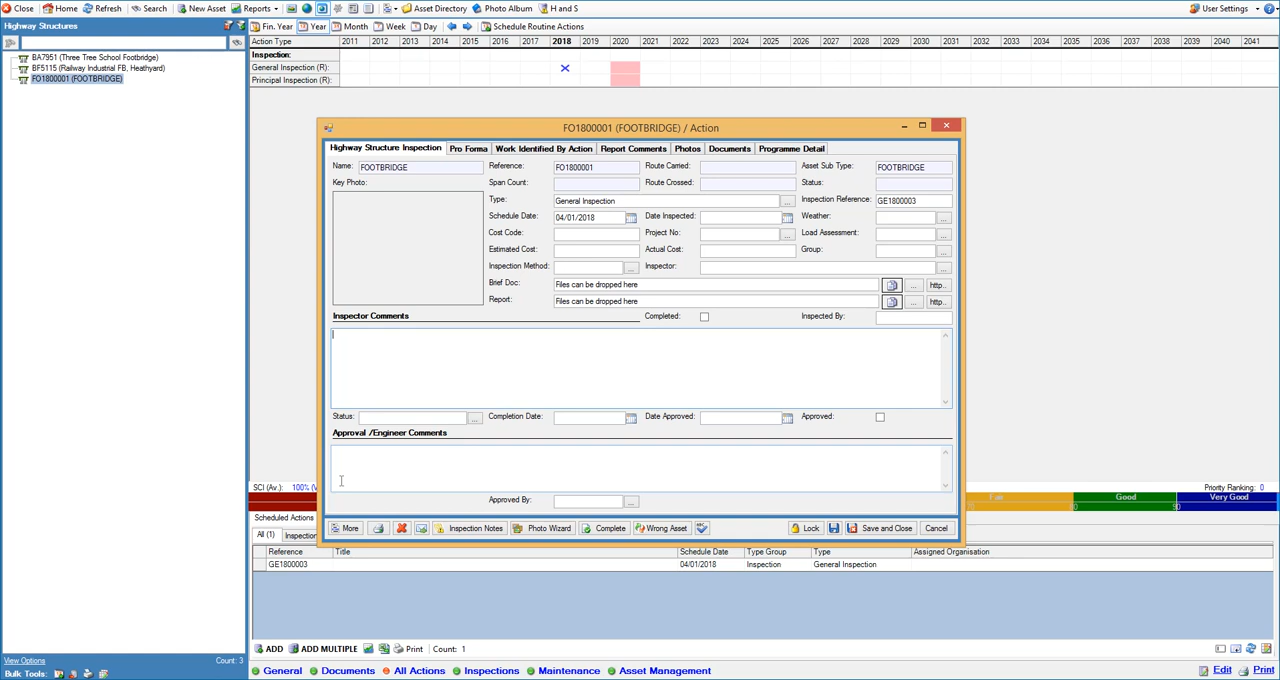 Close Home Refresh Search New Asset Reports Asset Directory Photo Album H and S User Settings
Highway Structures
Fin. Year Year Month Week Day Schedule Routine Actions
Action Type 2011 2012 2013 2014 2015 2016 2017 2018 2019 2020 2021 2022 2023 2024 2025 2026 2027 2028 2029 2030 2031 2032 2033 2034 2035 2036 2037 2038 2039 2040 2041
Inspection:
General Inspection (R):
Principal Inspection (R):
BA7951 (Three Tree School Footbridge)
BF5115 (Railway Industrial FB, Heathyard)
FO1800001 (FOOTBRIDGE)
FO1800001 (FOOTBRIDGE) / Action
Highway Structure Inspection Pro Forma Work Identified By Action Report Comments Photos Documents Programme Detail
Name: FOOTBRIDGE Reference: FO1800001 Route Carried: Asset Sub Type: FOOTBRIDGE
Key Photo: Span Count: Route Crossed: Status:
Type: General Inspection ... Inspection Reference: GE1800003
Schedule Date: 04/01/2018 Date Inspected: Weather: ...
Cost Code: Project No: ... Load Assessment: ...
Estimated Cost: Actual Cost: Group: ...
Inspection Method: ... Inspector: ...
Brief Doc: Files can be dropped here ... http..
Report: Files can be dropped here ... http..
Inspector Comments Completed: Inspected By:
Status: ... Completion Date: Date Approved: Approved:
Approval /Engineer Comments
Approved By: ...
More Inspection Notes Photo Wizard Complete Wrong Asset Lock Save and Close Cancel
SCI (Av.): 100% (V Priority Ranking: 0
Fair Good Very Good
Scheduled Actions
All (1) Inspection
Reference Title Schedule Date Type Group Type Assigned Organisation
GE1800003 04/01/2018 Inspection General Inspection
ADD ADD MULTIPLE Print Count: 1
View Options Count: 3
Bulk Tools:
General Documents All Actions Inspections Maintenance Asset Management Edit Print